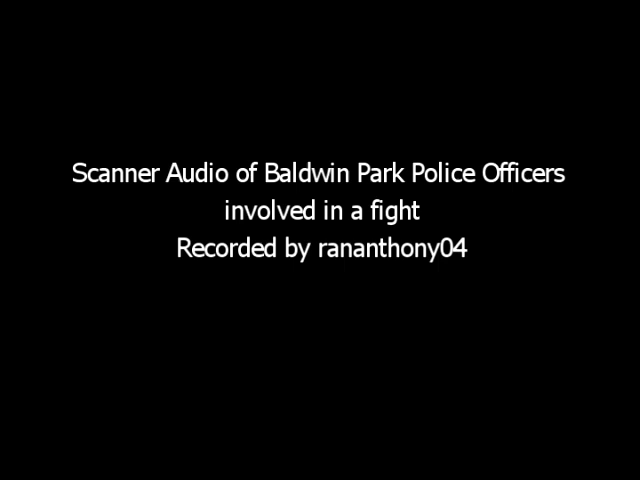 Scanner Audio of Baldwin Park Police Officers
involved in a fight
Recorded by rananthony04